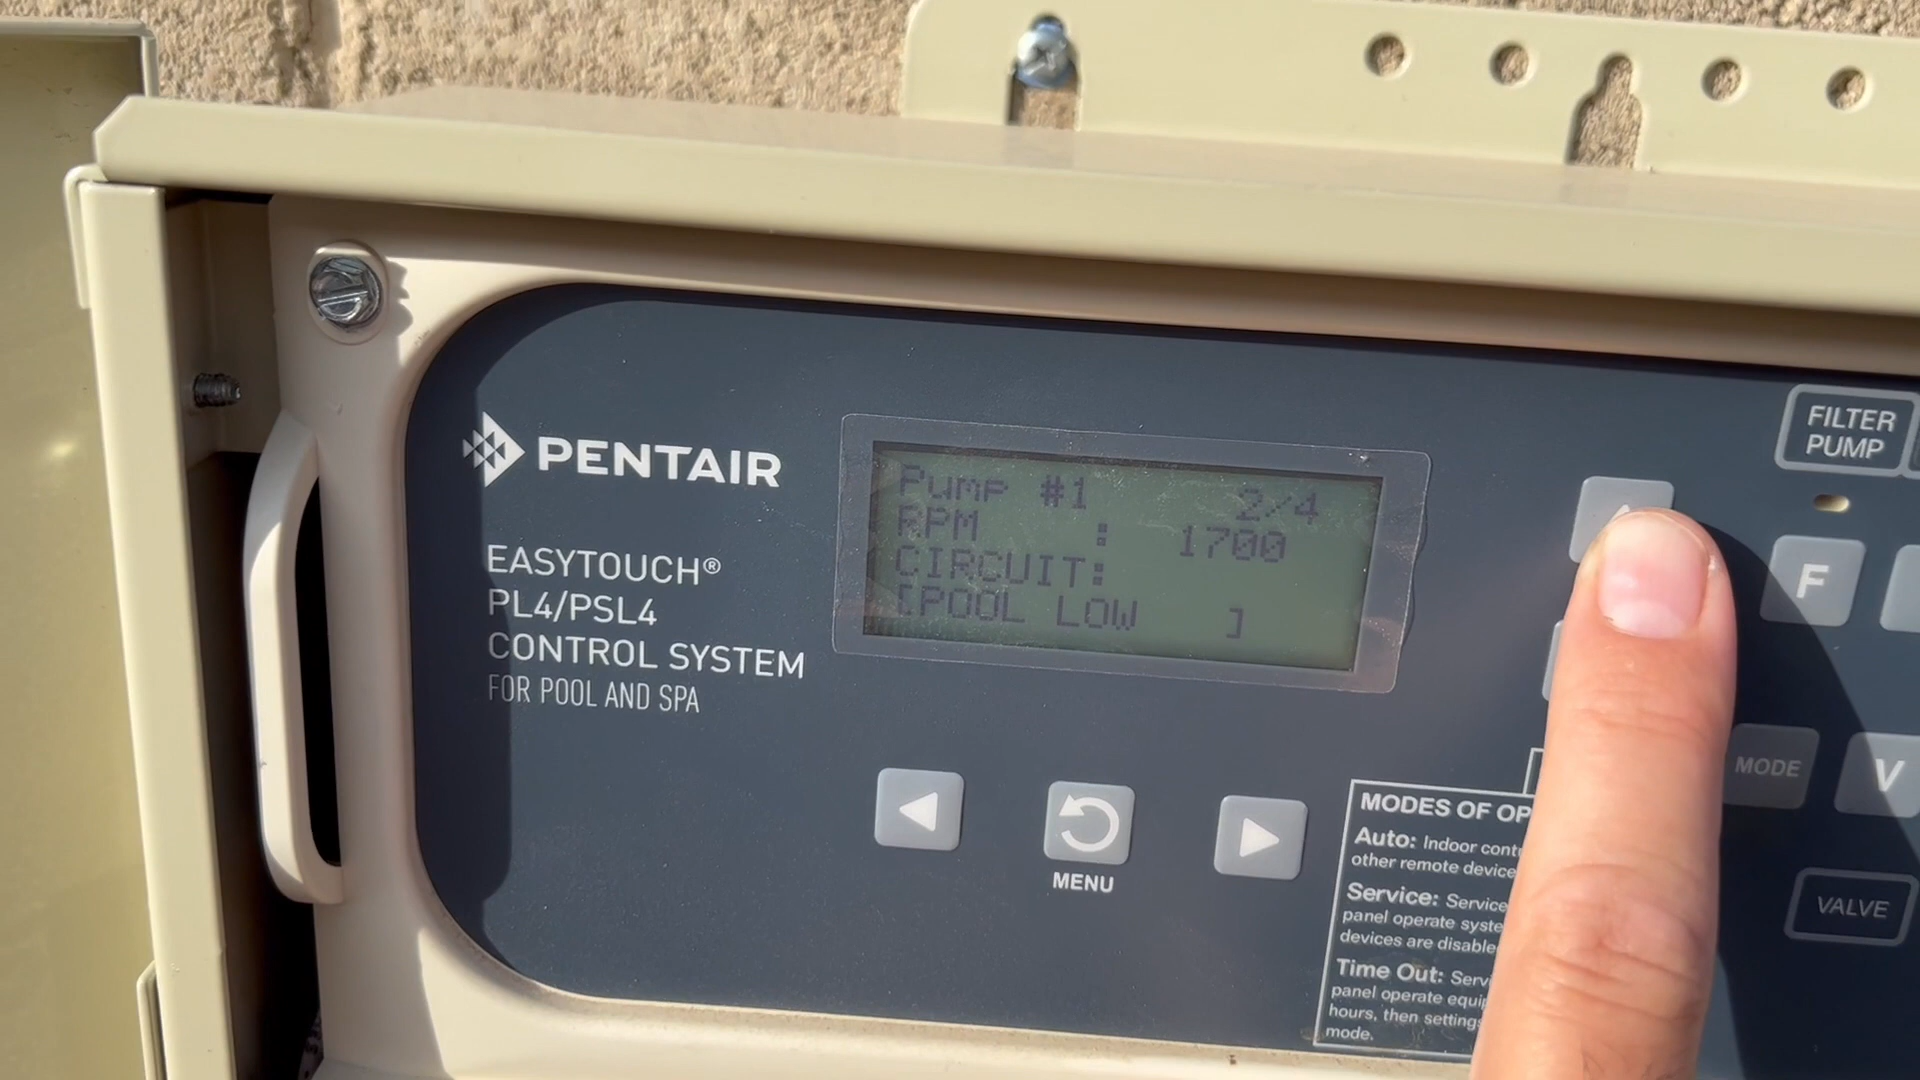 PENTAIR
EASYTOUCH®
PL4/PSL4
CONTROL SYSTEM
FOR POOL AND SPA
Pump #1 2/4
RPM : 1700
CIRCUIT:
[POOL LOW ]
MENU
FILTER
PUMP
F
MODE
V
VALVE
MODES OF OP
Auto: Indoor cont
other remote device
Service: Service
panel operate syste
devices are disable
Time Out: Serv
panel operate equi
hours, then setting
mode.